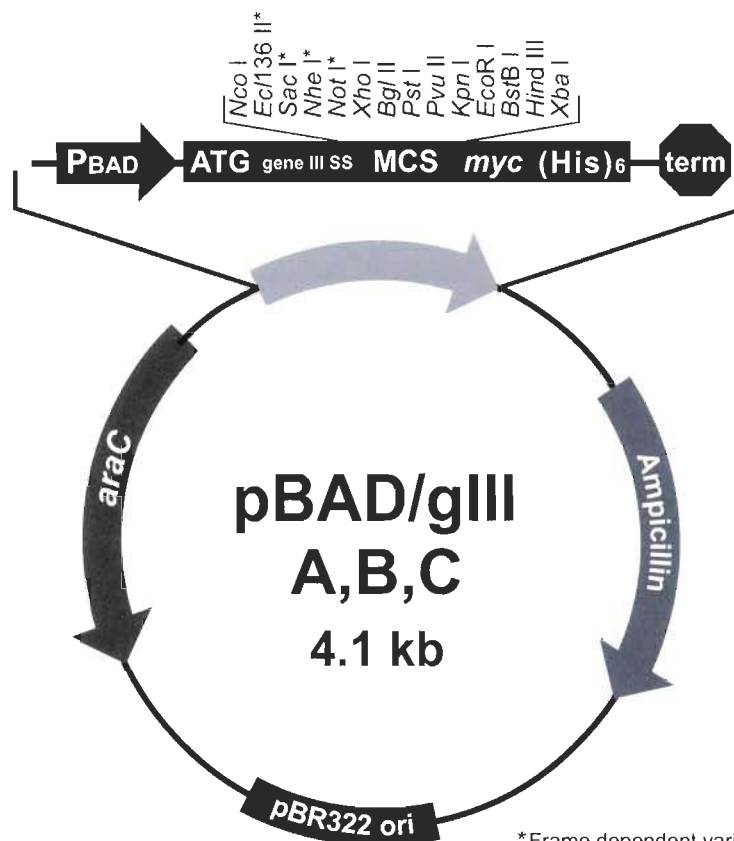 Nco I
Ecl136 II*
Sac I*
Nhe I*
Not I*
Xho I
Bgl II
Pst I
Pvu II
Kpn I
EcoR I
BstB I
Hind III
Xba I
PBAD ATG gene III SS MCS myc (His)6 term
araC
Ampicillin
pBAD/gIII
A,B,C
4.1 kb
pBR322 ori
*Frame dependent